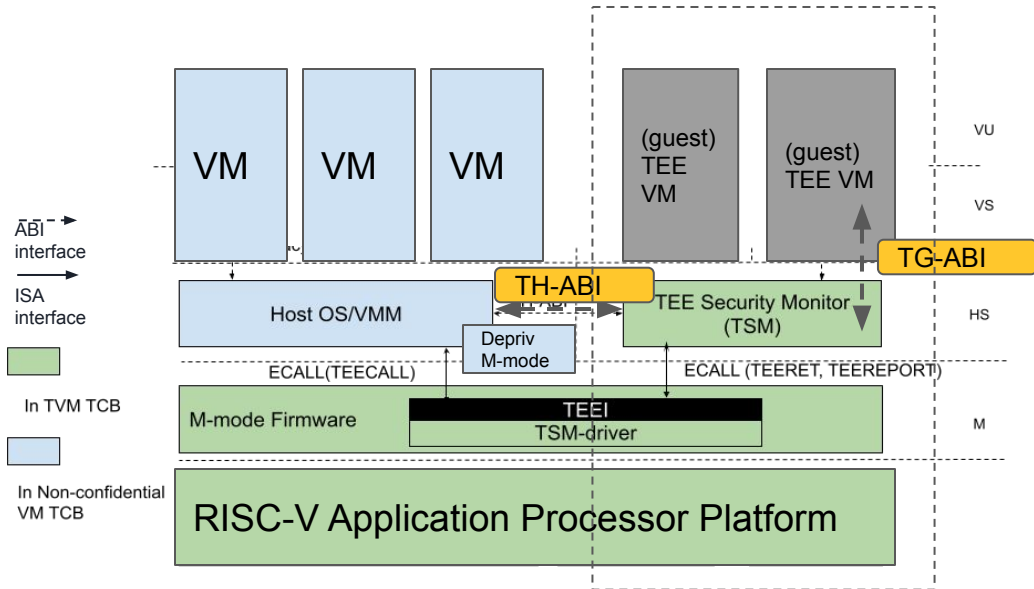 VM
VM
VM
(guest)
TEE
VM
(guest)
TEE VM
VU
VS
ABI
interface
ISA
interface
TH-ABI
TG-ABI
Host OS/VMM
TEE Security Monitor
(TSM)
HS
Depriv
M-mode
ECALL(TEECALL)
ECALL (TEERET, TEEREPORT)
In TVM TCB
M-mode Firmware
TEEI
TSM-driver
M
In Non-confidential
VM TCB
RISC-V Application Processor Platform